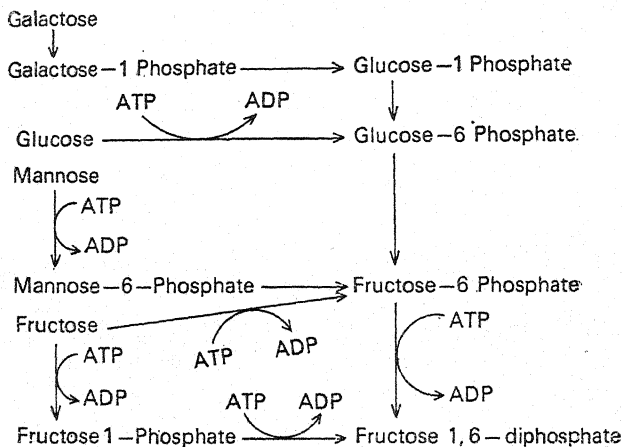 Galactose
Galactose-1 Phosphate Glucose-1 Phosphate
ATP ADP
Glucose Glucose-6 Phosphate
Mannose
ATP
ADP
Mannose-6-Phosphate Fructose-6 Phosphate
Fructose
ATP ATP ADP ATP
ADP ATP ADP ADP
Fructose 1-Phosphate Fructose 1,6-diphosphate